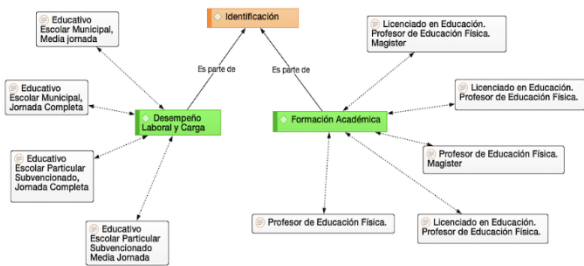 Identificación
Educativo
Escolar Municipal,
Media jornada
Licenciado en Educación.
Profesor de Educación Física.
Magister
Es parte de
Es parte de
Educativo
Escolar Municipal,
Jornada Completa
Licenciado en Educación.
Profesor de Educación Física.
Desempeño
Laboral y Carga
Formación Académica
Educativo
Escolar Particular
Subvencionado,
Jornada Completa
Profesor de Educación Física.
Magister
Educativo
Escolar Particular
Subvencionado
Media Jornada
Profesor de Educación Física.
Licenciado en Educación.
Profesor de Educación Física.